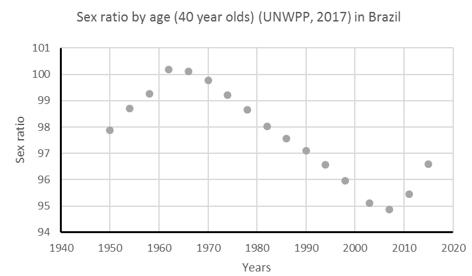 Sex ratio by age (40 year olds) (UNWPP, 2017) in Brazil
101
100
99
98
97
96
95
94
Sex ratio
1940 1950 1960 1970 1980 1990 2000 2010 2020
Years